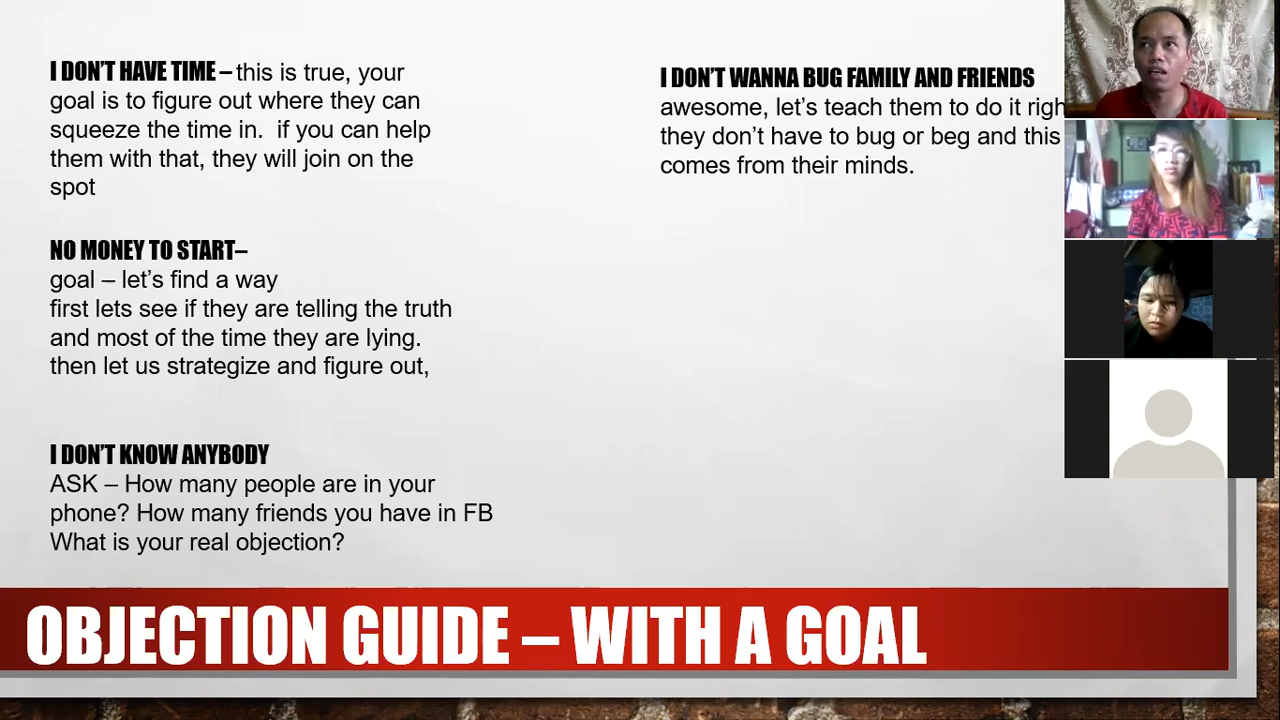 I DON'T HAVE TIME – this is true, your
goal is to figure out where they can
squeeze the time in.  if you can help
them with that, they will join on the
spot
NO MONEY TO START–
goal – let's find a way
first lets see if they are telling the truth
and most of the time they are lying.
then let us strategize and figure out,
I DON'T KNOW ANYBODY
ASK – How many people are in your
phone? How many friends you have in FB
What is your real objection?
I DON'T WANNA BUG FAMILY AND FRIENDS
awesome, let's teach them to do it
they don't have to bug or beg and this
comes from their minds.
OBJECTION GUIDE – WITH A GOAL